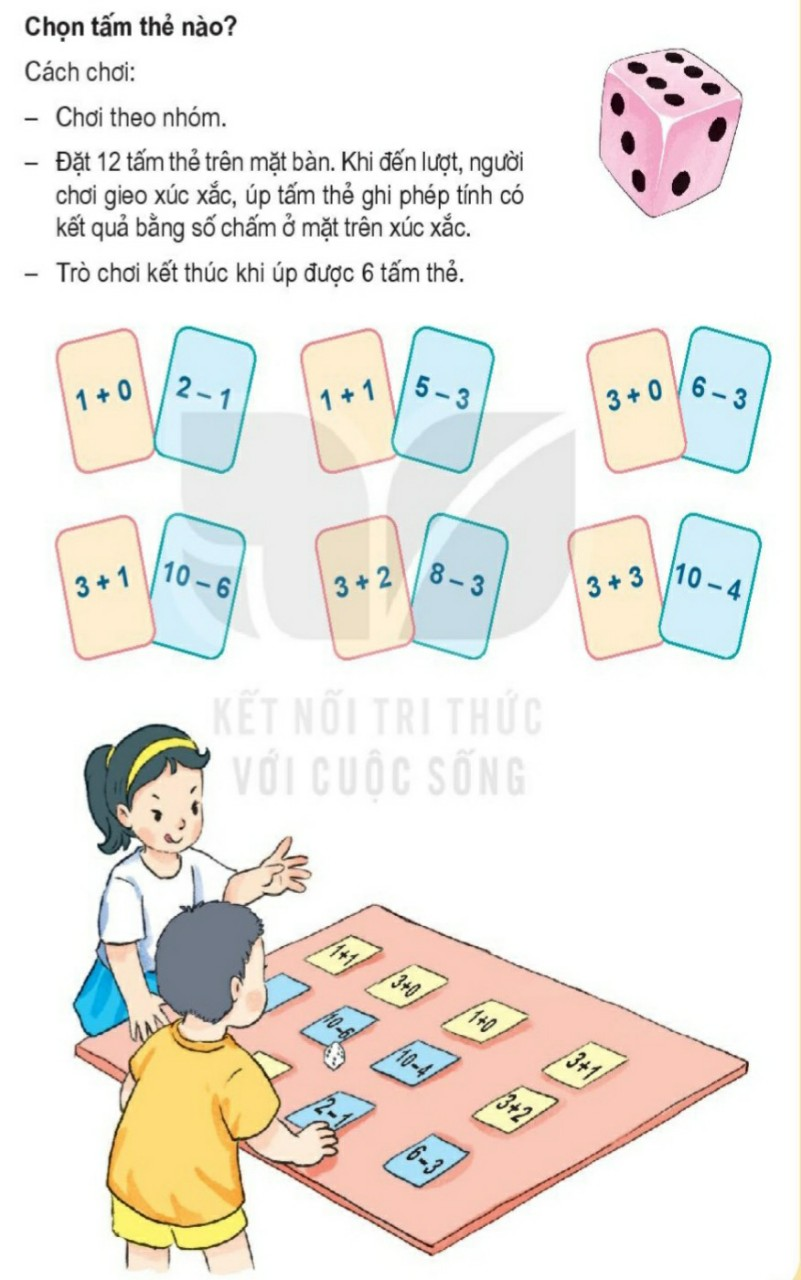 Chọn tấm thẻ nào?
Cách chơi:
– Chơi theo nhóm.
– Đặt 12 tấm thẻ trên mặt bàn. Khi đến lượt, người
chơi gieo xúc xắc, úp tấm thẻ ghi phép tính có
kết quả bằng số chấm ở mặt trên xúc xắc.
– Trò chơi kết thúc khi úp được 6 tấm thẻ.
1 + 0 2 – 1 1 + 1 5 – 3 3 + 0 6 – 3
3 + 1 10 – 6 3 + 2 8 – 3 3 + 3 10 – 4
KẾT NỐI TRI THỨC
VỚI CUỘC SỐNG
1+1
3+0
10–6
1+0
10–4
3+1
2–1
3+2
6–3